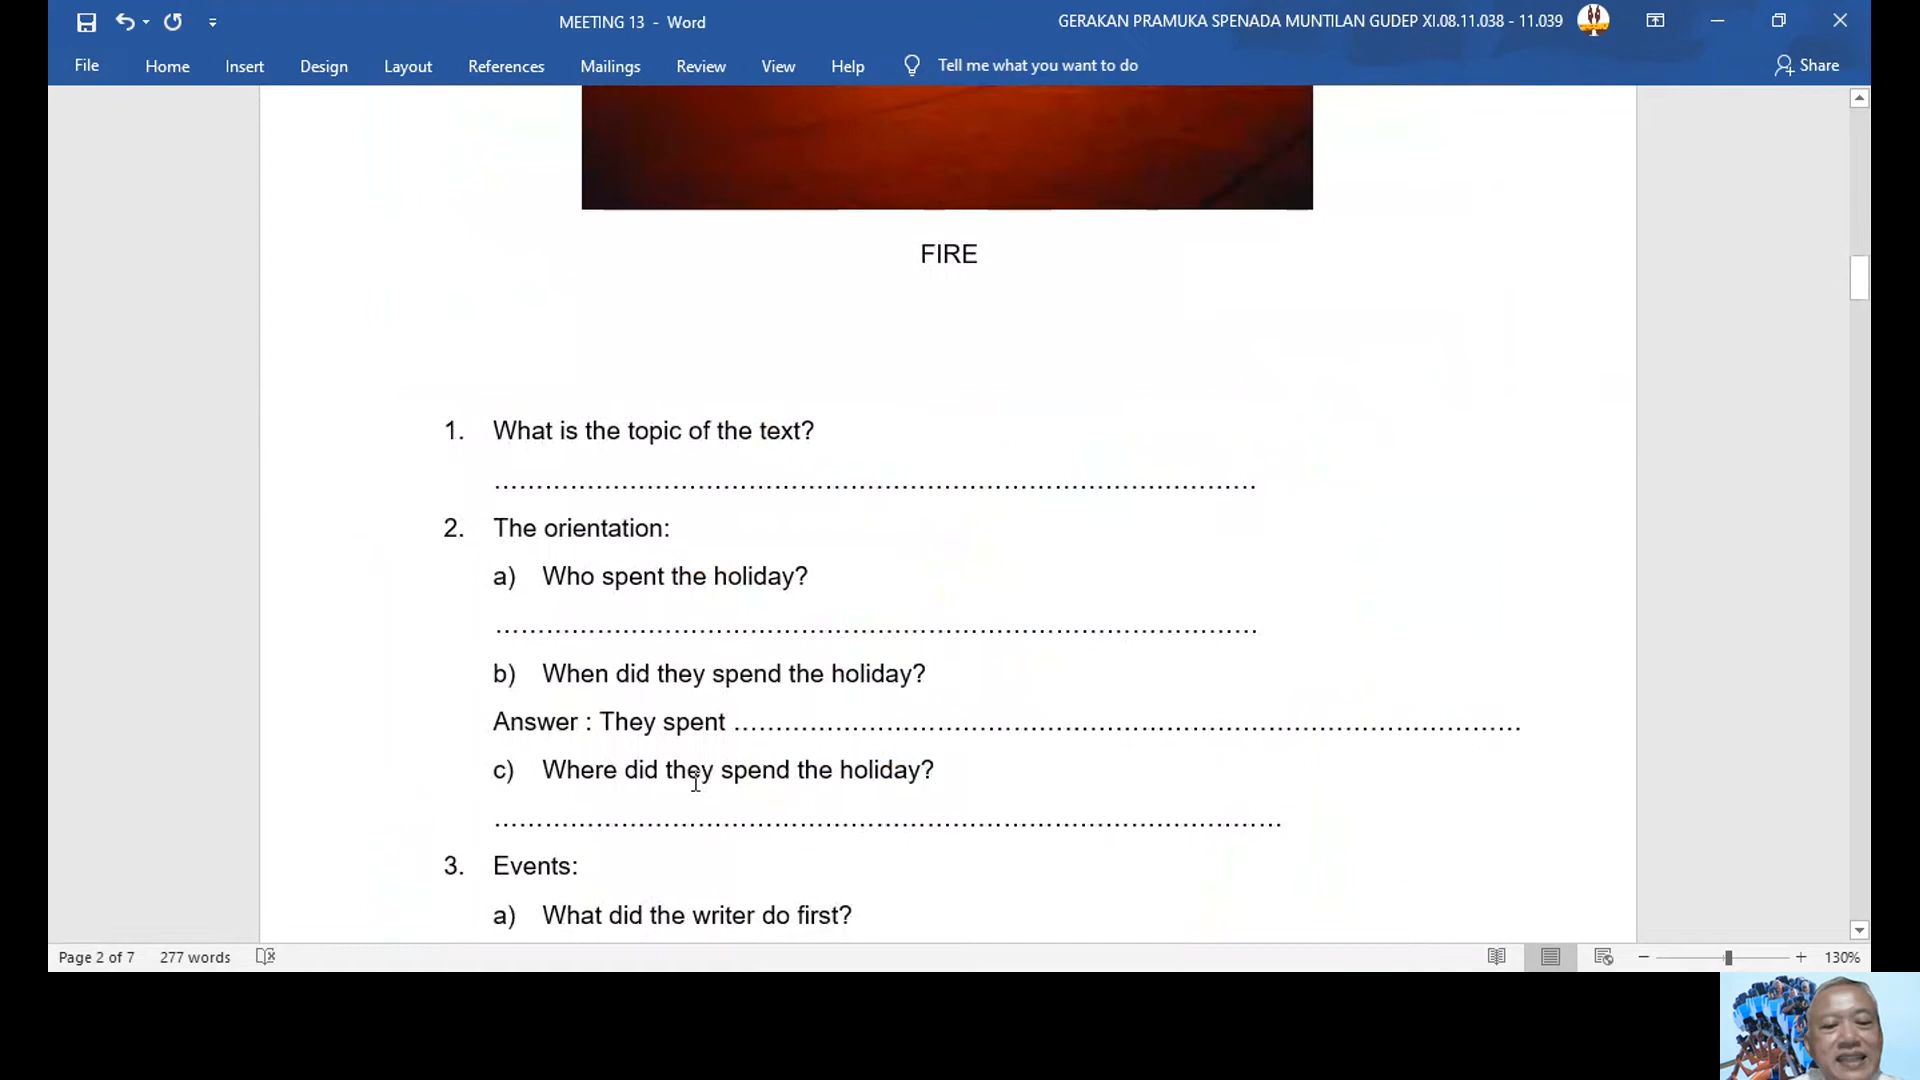 MEETING 13 - Word
GERAKAN PRAMUKA SPENADA MUNTILAN GUDEP XI.08.11.038 - 11.039
File Home Insert Design Layout References Mailings Review View Help Tell me what you want to do Share
FIRE
1. What is the topic of the text?
……………………………………………………………………………
2. The orientation:
a) Who spent the holiday?
……………………………………………………………………………
b) When did they spend the holiday?
Answer : They spent ………………………………………………………………………………
c) Where did they spend the holiday?
………………………………………………………………………………
3. Events:
a) What did the writer do first?
Page 2 of 7 277 words 130%